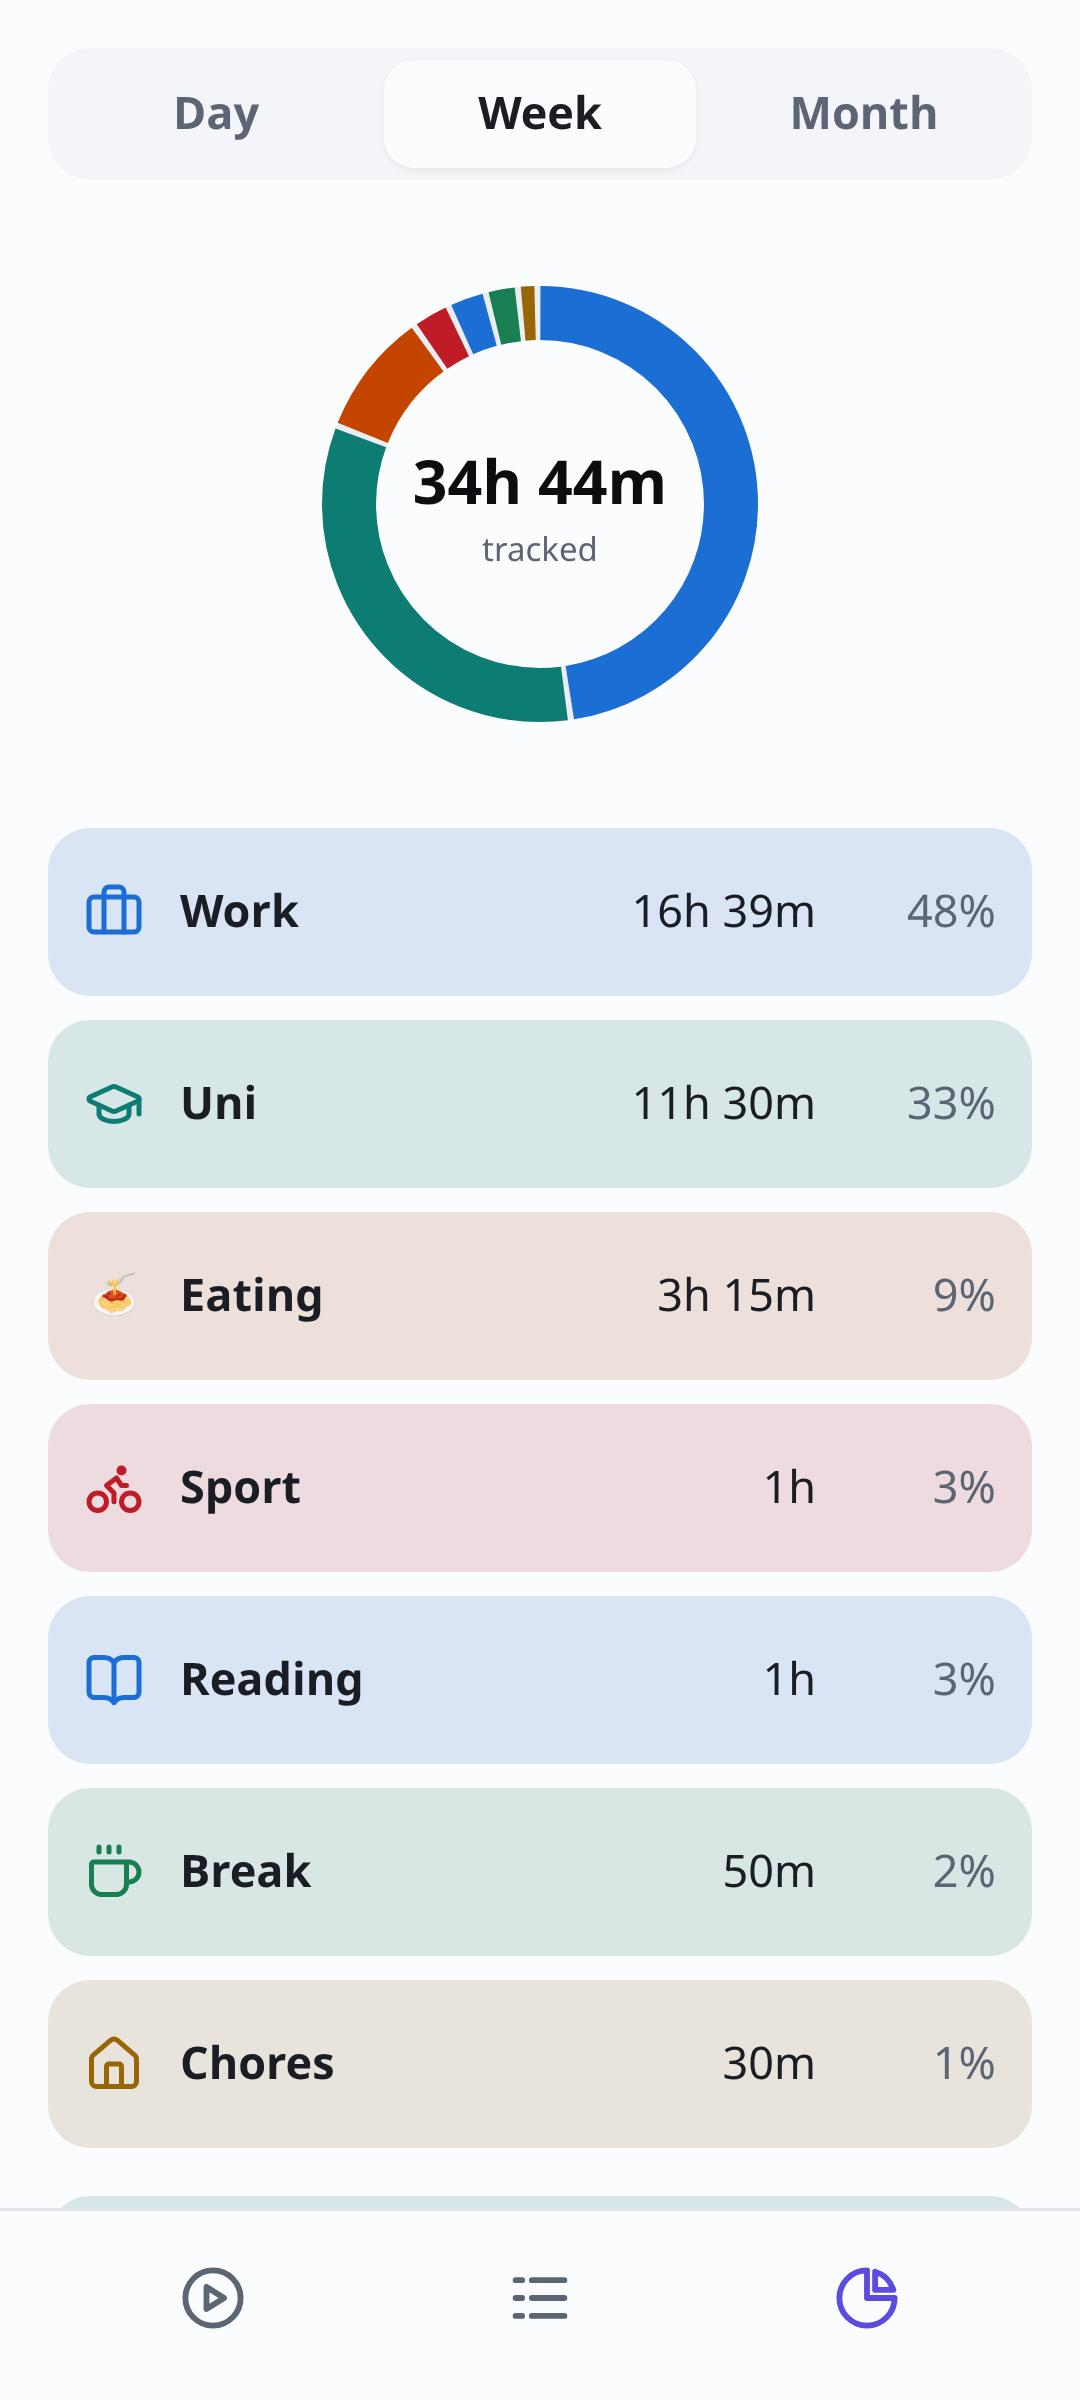 Day Week Month
34h 44m
tracked
Work 16h 39m 48%
Uni 11h 30m 33%
Eating 3h 15m 9%
Sport 1h 3%
Reading 1h 3%
Break 50m 2%
Chores 30m 1%